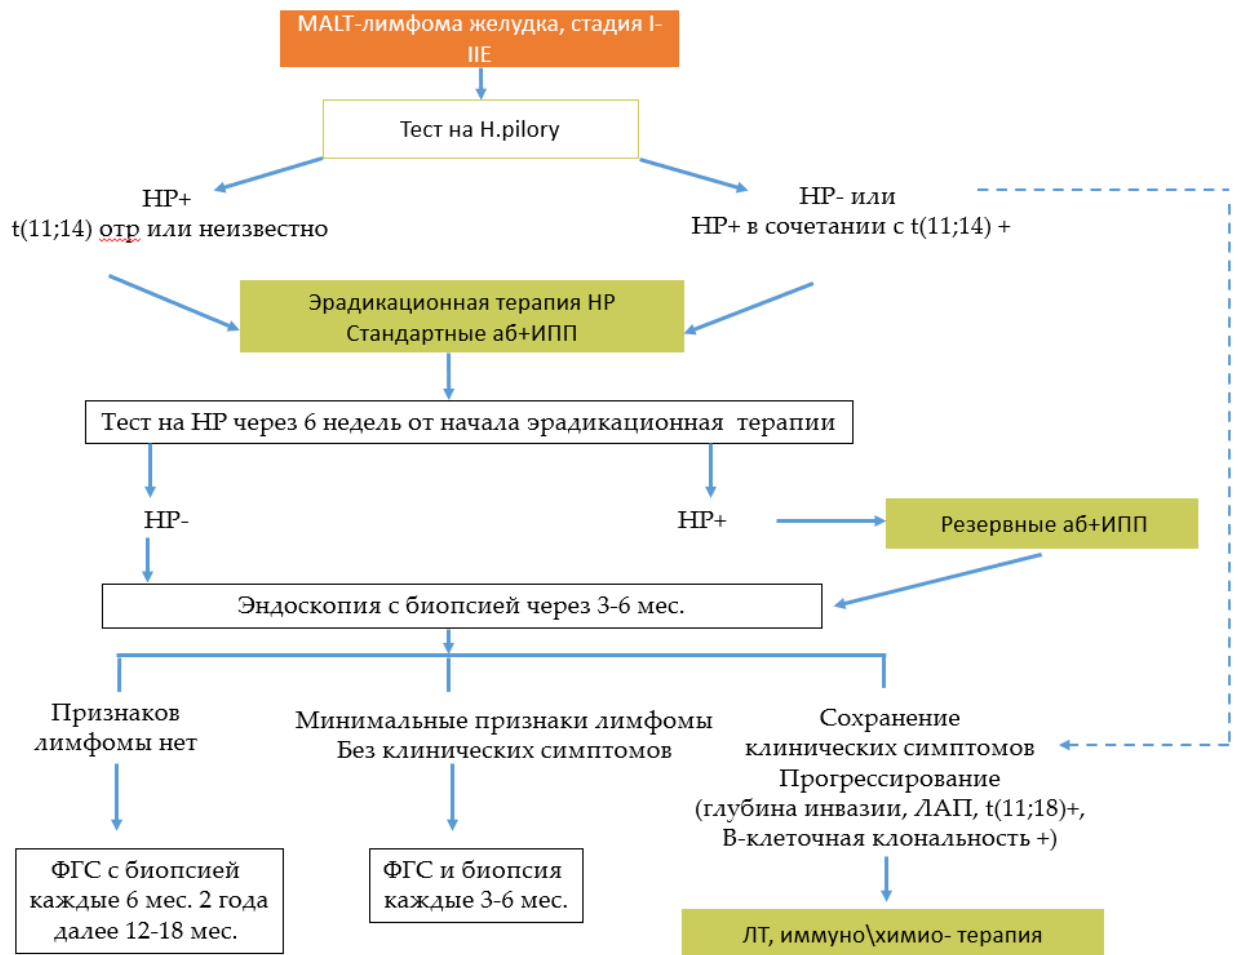 MALT-лимфома желудка, стадия I-
IIE
Тест на H.pilory
HP+
t(11;14) отр или неизвестно
HP- или
HP+ в сочетании с t(11;14) +
Эрадикационная терапия HP
Стандартные аб+ИПП
Тест на HP через 6 недель от начала эрадикационная терапии
HP-
HP+
Резервные аб+ИПП
Эндоскопия с биопсией через 3-6 мес.
Признаков
лимфомы нет
Минимальные признаки лимфомы
Без клинических симптомов
Сохранение
клинических симптомов
Прогрессирование
(глубина инвазии, ЛАП, t(11;18)+,
В-клеточная клональность +)
ФГС с биопсией
каждые 6 мес. 2 года
далее 12-18 мес.
ФГС и биопсия
каждые 3-6 мес.
ЛТ, иммуно\химио- терапия